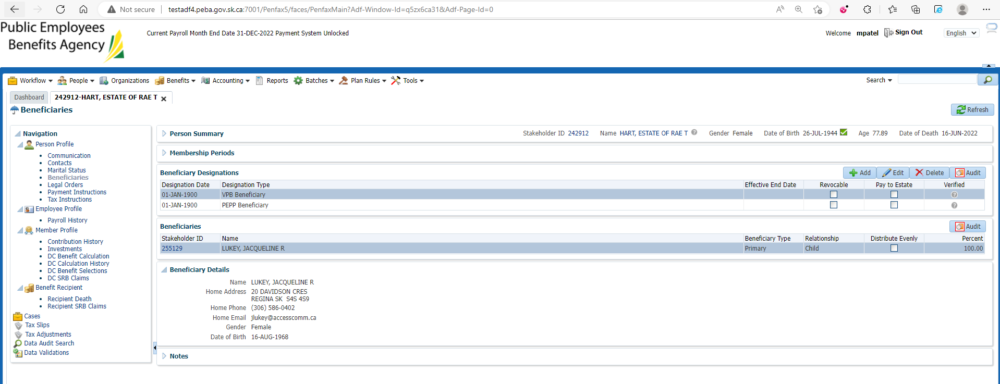 Not secure testadf4.peba.gov.sk.ca:7001/Penfax5/faces/PenfaxMain?Adf-Window-Id=q5zx6ca31&Adf-Page-Id=0
Public Employees
Benefits Agency
Current Payroll Month End Date 31-DEC-2022 Payment System Unlocked
Welcome mpatel Sign Out English
Workflow People Organizations Benefits Accounting Reports Batches Plan Rules Tools Search
Dashboard 242912-HART, ESTATE OF RAE T
Beneficiaries
Refresh
Navigation
Person Profile
Communication
Contacts
Marital Status
Beneficiaries
Legal Orders
Payment Instructions
Tax Instructions
Employee Profile
Payroll History
Member Profile
Contribution History
Investments
DC Benefit Calculation
DC Calculation History
DC Benefit Selections
DC SRB Claims
Benefit Recipient
Recipient Death
Recipient SRB Claims
Cases
Tax Slips
Tax Adjustments
Data Audit Search
Data Validations
Person Summary Stakeholder ID 242912 Name HART, ESTATE OF RAE T Gender Female Date of Birth 26-JUL-1944 Age 77.89 Date of Death 16-JUN-2022
Membership Periods
Beneficiary Designations Add Edit Delete Audit
Designation Date Designation Type Effective End Date Revocable Pay to Estate Verified
01-JAN-1900 VPB Beneficiary
01-JAN-1900 PEPP Beneficiary
Beneficiaries Audit
Stakeholder ID Name Beneficiary Type Relationship Distribute Evenly Percent
255129 LUKEY, JACQUELINE R Primary Child 100.00
Beneficiary Details
Name LUKEY, JACQUELINE R
Home Address 20 DAVIDSON CRES
REGINA SK S4S 4S9
Home Phone (306) 586-0402
Home Email jlukey@accesscomm.ca
Gender Female
Date of Birth 16-AUG-1968
Notes